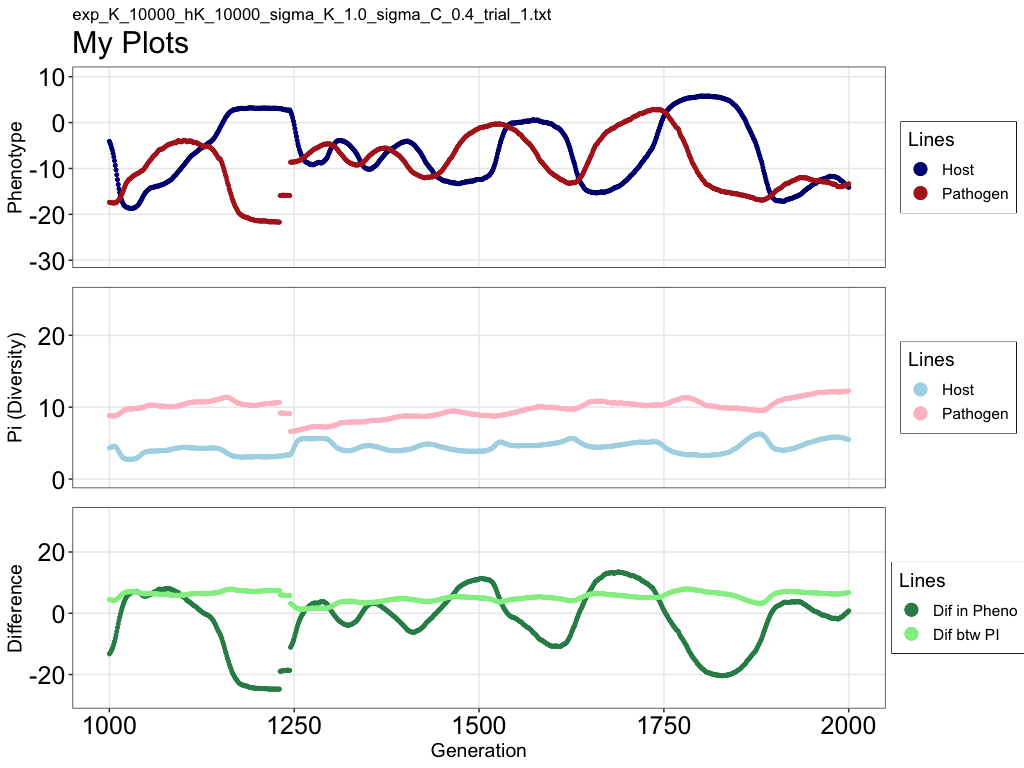 exp_K_10000_hK_10000_sigma_K_1.0_sigma_C_0.4_trial_1.txt
My Plots
Phenotype
10
0
-10
-20
-30
Lines
Host
Pathogen
Pi (Diversity)
20
10
0
Lines
Host
Pathogen
Difference
20
0
-20
Lines
Dif in Pheno
Dif btw PI
1000 1250 1500 1750 2000
Generation